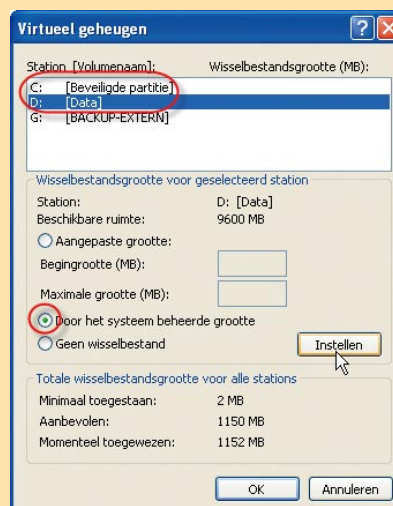 Virtueel geheugen
Station [Volumenaam]: Wisselbestandsgrootte (MB):
C: [Beveiligde partitie]
D: [Data]
G: [BACKUP-EXTERN]
Wisselbestandsgrootte voor geselecteerd station
Station: D: [Data]
Beschikbare ruimte: 9600 MB
Aangepaste grootte:
Begingrootte (MB):
Maximale grootte (MB):
Door het systeem beheerde grootte
Geen wisselbestand
Instellen
Totale wisselbestandsgrootte voor alle stations
Minimaal toegestaan: 2 MB
Aanbevolen: 1150 MB
Momenteel toegewezen: 1152 MB
OK Annuleren